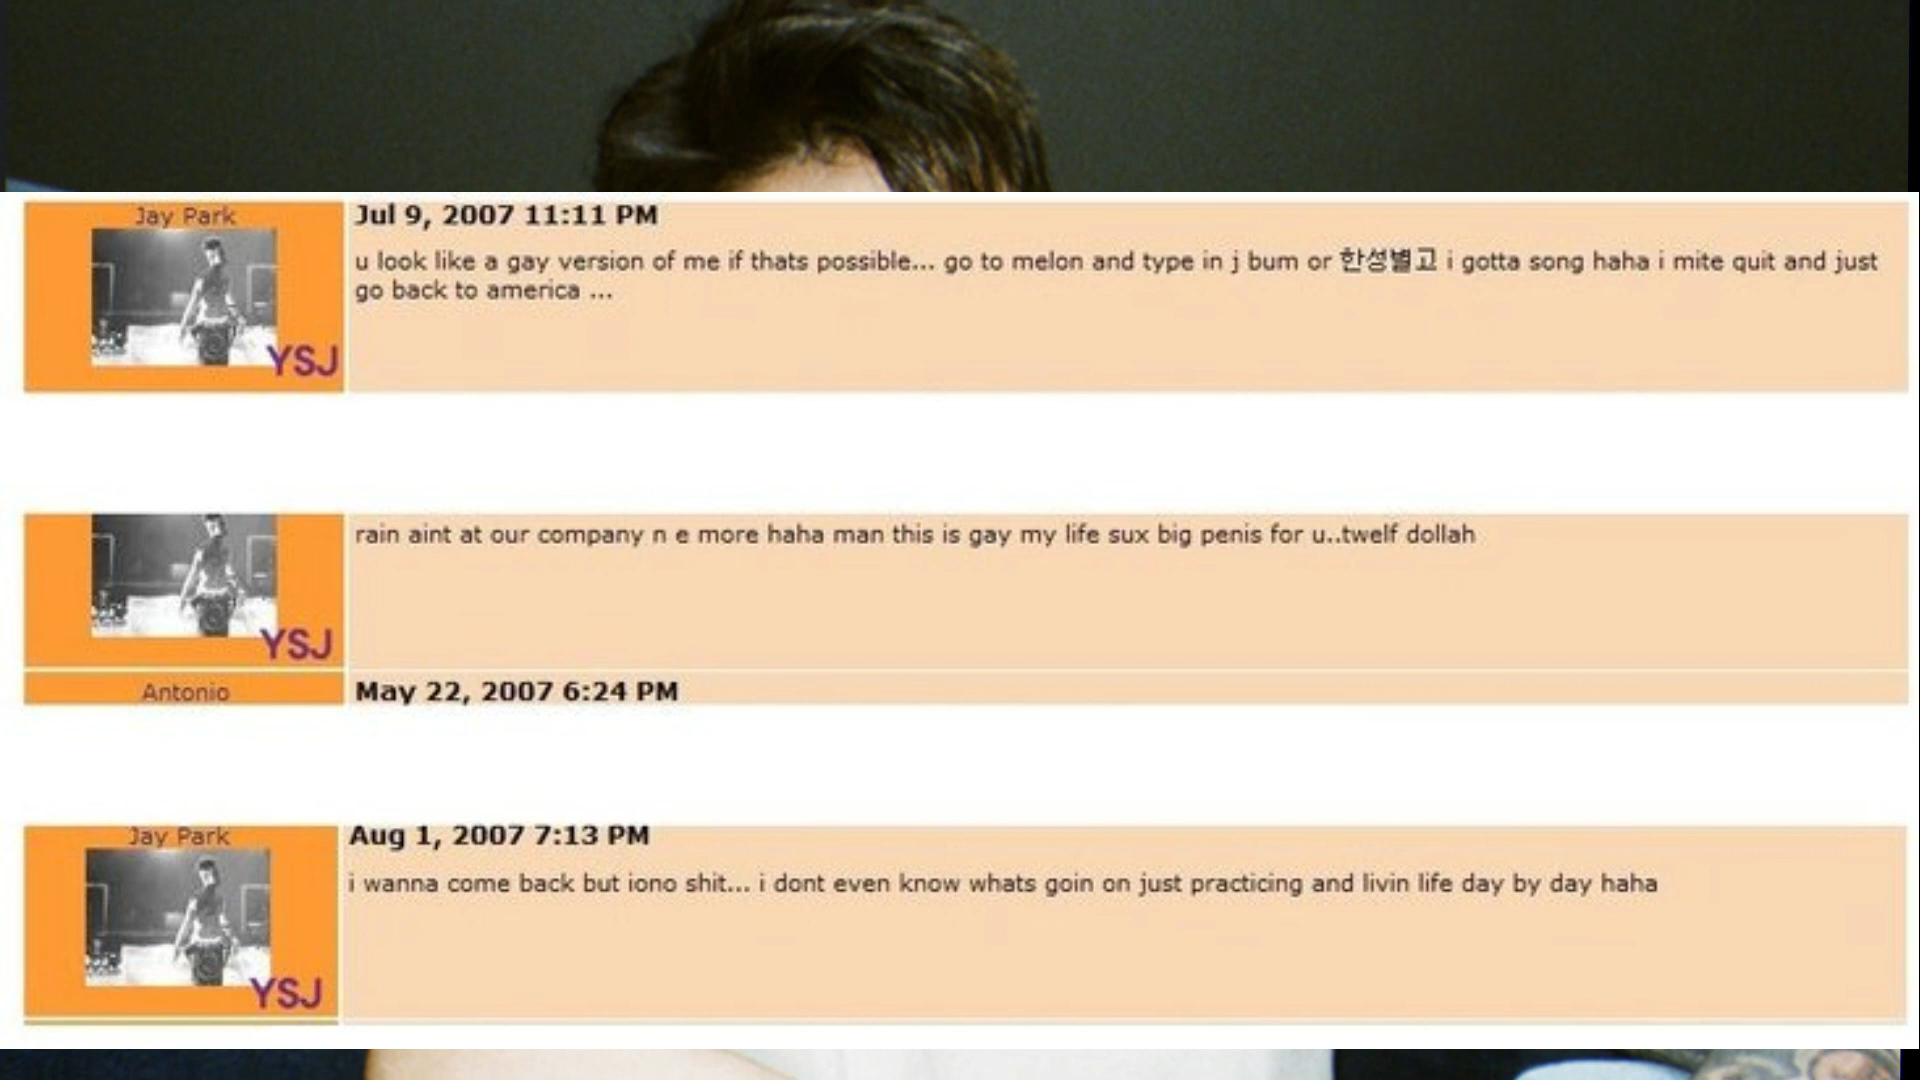 Jay Park
Jul 9, 2007 11:11 PM
u look like a gay version of me if thats possible... go to melon and type in j bum or 한성별고 i gotta song haha i mite quit and just
go back to america ...
YSJ
rain aint at our company n e more haha man this is gay my life sux big penis for u..twelf dollah
YSJ
Antonio
May 22, 2007 6:24 PM
Jay Park
Aug 1, 2007 7:13 PM
i wanna come back but iono shit... i dont even know whats goin on just practicing and livin life day by day haha
YSJ